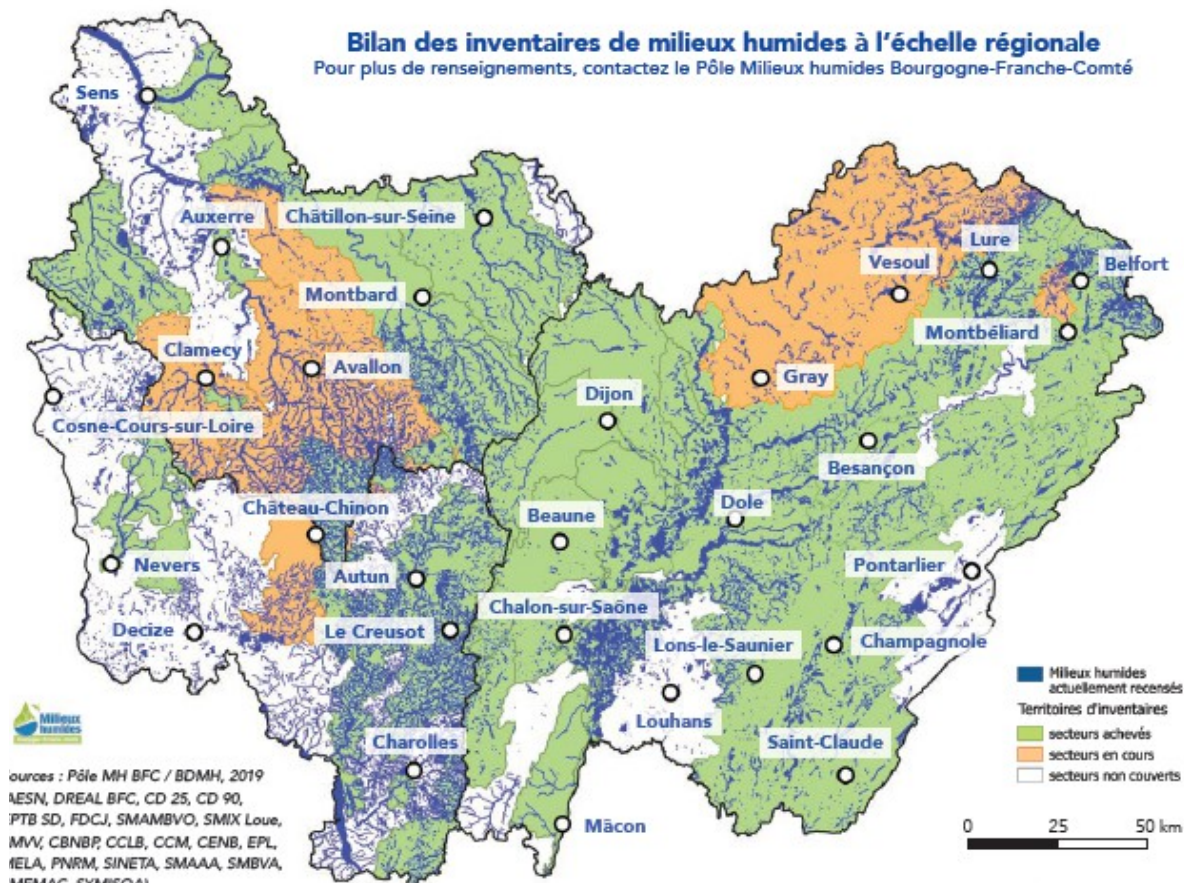 Bilan des inventaires de milieux humides à l'échelle régionale
Pour plus de renseignements, contactez le Pôle Milieux humides Bourgogne-Franche-Comté
Sens
Auxerre
Châtillon-sur-Seine
Lure
Vesoul
Belfort
Montbard
Montbéliard
Clamecy
Avallon
Gray
Dijon
Cosne-Cours-sur-Loire
Besançon
Château-Chinon
Beaune
Dole
Nevers
Autun
Pontarlier
Chalon-sur-Saône
Decize
Le Creusot
Lons-le-Saunier
Champagnole
Louhans
Charolles
Saint-Claude
Mâcon
Milieux humides
actuellement recensés
Territoires d'inventaires
secteurs achevés
secteurs en cours
secteurs non couverts
0 25 50 km
Milieux
humides
ources : Pôle MH BFC / BDMH, 2019
AESN, DREAL BFC, CD 25, CD 90,
PTB SD, FDCJ, SMAMBVO, SMIX Loue,
MVV, CBNBP, CCLB, CCM, CENB, EPL,
MELA, PNRM, SINETA, SMAAA, SMBVA,